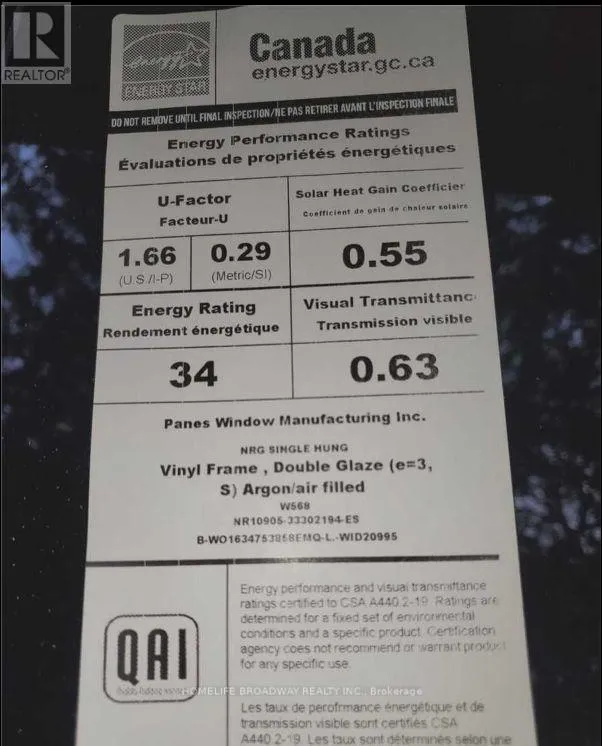 R
REALTOR®
energy
ENERGY STAR
Canada
energystar.gc.ca
DO NOT REMOVE UNTIL FINAL INSPECTION/NE PAS RETIRER AVANT L'INSPECTION FINALE
Energy Performance Ratings
Évaluations de propriétés énergétiques
U-Factor
Facteur-U
Solar Heat Gain Coefficier
Coefficient de gain de chaleur solaire
1.66
(U.S./I-P)
0.29
(Metric/SI)
0.55
Energy Rating
Rendement énergétique
Visual Transmittanc
Transmission visible
34
0.63
Panes Window Manufacturing Inc.
NRG SINGLE HUNG
Vinyl Frame , Double Glaze (e=3,
S) Argon/air filled
W568
NR10905-33302194-ES
B-WO1634753858EMQ-L.-WID20995
QAI
Energy performance and visual transmittance
ratings certified to CSA A440.2-19. Ratings are
determined for a fixed set of environmental
conditions and a specific product. Certification
agency does not recommend or warrant product
for any specific use.
HOMELIFE BROADWAY REALTY INC., Brokerage
Les taux de perofrmance énergétique et de
transmission visible sont certifiés CSA
A440.2-19. Les taux sont déterminés selon une